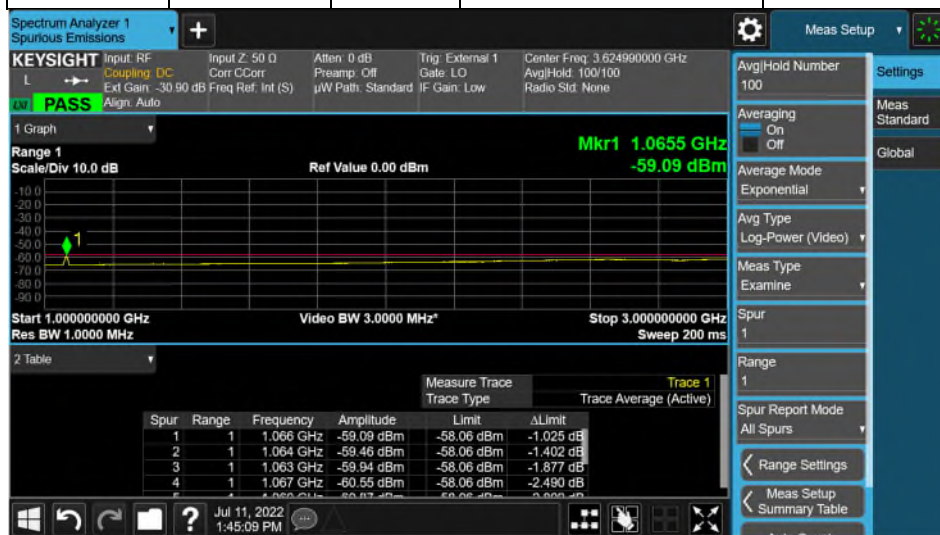 Spectrum Analyzer 1
Spurious Emissions
+
Meas Setup
KEYSIGHT
L
LXI PASS
Input: RF
Coupling: DC
Ext Gain: -30.90 dB
Align: Auto
Input Z: 50 Ω
Corr CCorr
Freq Ref: Int (S)
Atten: 0 dB
Preamp: Off
µW Path: Standard
Trig: External 1
Gate: LO
IF Gain: Low
Center Freq: 3.624990000 GHz
Avg|Hold: 100/100
Radio Std: None
1 Graph
Range 1
Scale/Div 10.0 dB
Ref Value 0.00 dBm
Mkr1 1.0655 GHz
-59.09 dBm
-10.0
-20.0
-30.0
-40.0
-50.0
-60.0
-70.0
-80.0
-90.0
1
Start 1.000000000 GHz
Res BW 1.0000 MHz
Video BW 3.0000 MHz*
Stop 3.000000000 GHz
Sweep 200 ms
2 Table
Measure Trace Trace 1
Trace Type Trace Average (Active)
Spur Range Frequency Amplitude Limit ΔLimit
1 1 1.066 GHz -59.09 dBm -58.06 dBm -1.025 dB
2 1 1.064 GHz -59.46 dBm -58.06 dBm -1.402 dB
3 1 1.063 GHz -59.94 dBm -58.06 dBm -1.877 dB
4 1 1.067 GHz -60.55 dBm -58.06 dBm -2.490 dB
?
Jul 11, 2022
1:45:09 PM
Avg|Hold Number
100
Averaging
On
Off
Average Mode
Exponential
Avg Type
Log-Power (Video)
Meas Type
Examine
Spur
1
Range
1
Spur Report Mode
All Spurs
Range Settings
Meas Setup
Summary Table
Settings
Meas
Standard
Global